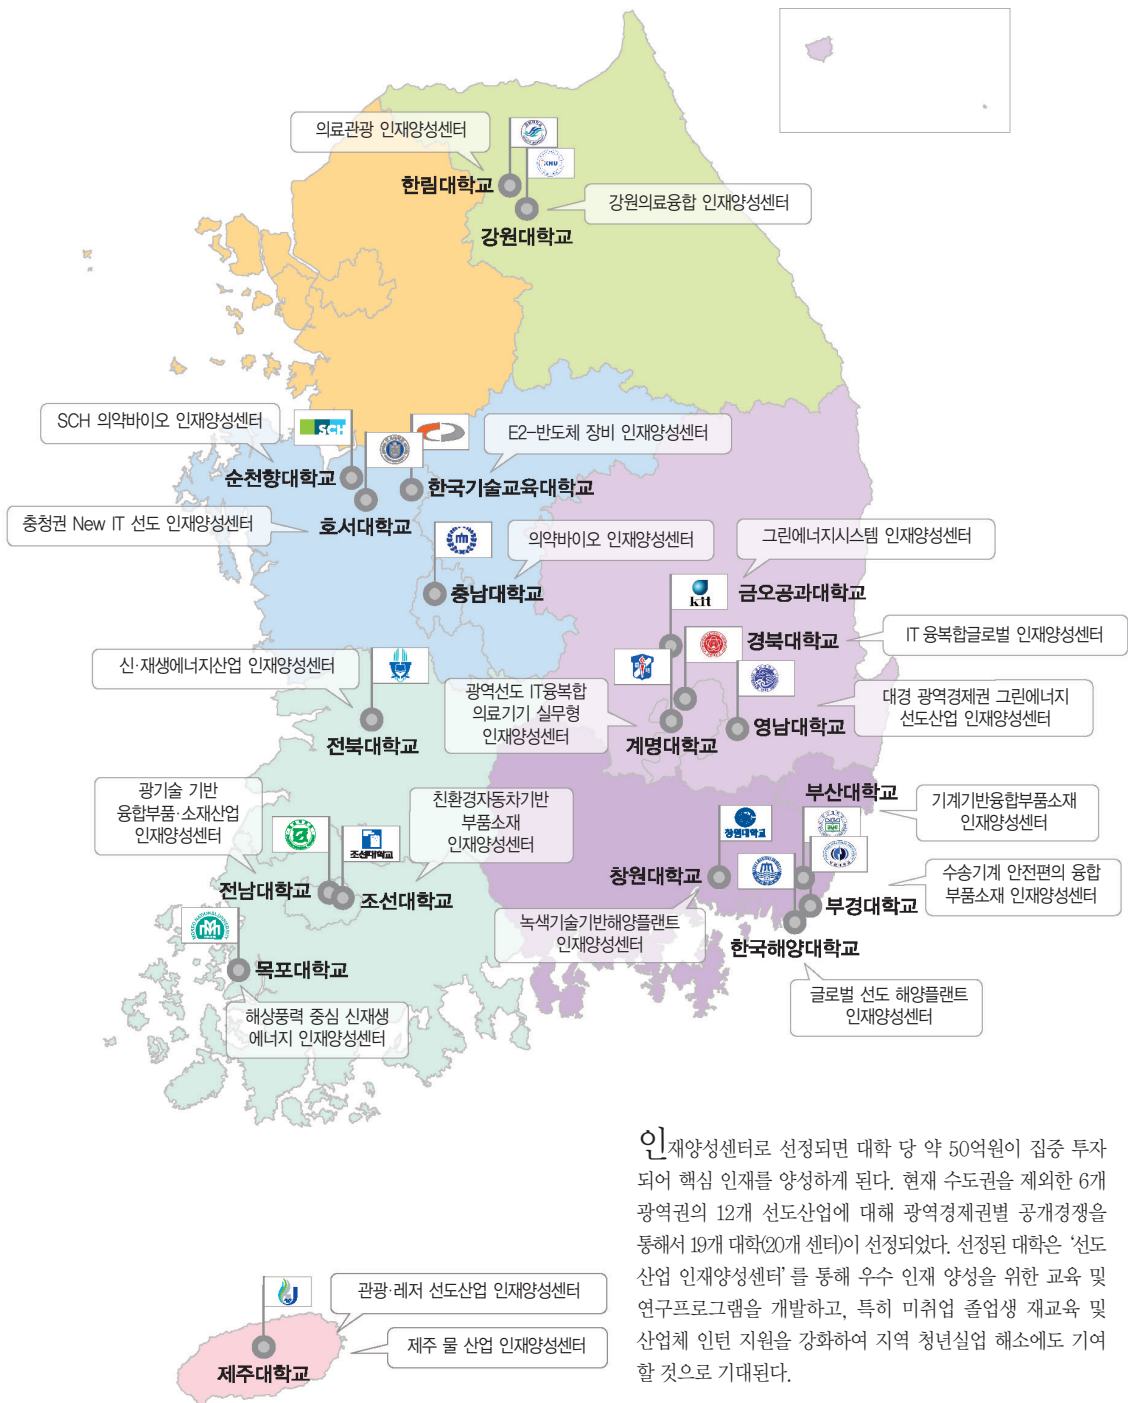 의료관광 인재양성센터
한림대학교
KNU
강원의료융합 인재양성센터
강원대학교
SCH 의약바이오 인재양성센터
SCH
E2-반도체 장비 인재양성센터
순천향대학교
한국기술교육대학교
호서대학교
충청권 New IT 선도 인재양성센터
의약바이오 인재양성센터
충남대학교
그린에너지시스템 인재양성센터
kit
금오공과대학교
경북대학교
IT 융복합글로벌 인재양성센터
신·재생에너지산업 인재양성센터
전북대학교
광역선도 IT융복합
의료기기 실무형
인재양성센터
계명대학교
영남대학교
대경 광역경제권 그린에너지
선도산업 인재양성센터
광기술 기반
융합부품·소재산업
인재양성센터
전남대학교
친환경자동차기반
부품소재
인재양성센터
조선대학교
조선대학교
부산대학교
기계기반융합부품소재
인재양성센터
창원대학교
창원대학교
수송기계 안전편의 융합
부품소재 인재양성센터
부경대학교
녹색기술기반해양플랜트
인재양성센터
한국해양대학교
글로벌 선도 해양플랜트
인재양성센터
MOKPO NATIONAL UNIVERSITY
목포대학교
해상풍력 중심 신재생
에너지 인재양성센터
인재양성센터로 선정되면 대학 당 약 50억원이 집중 투자
되어 핵심 인재를 양성하게 된다. 현재 수도권을 제외한 6개
광역권의 12개 선도산업에 대해 광역경제권별 공개경쟁을
통해서 19개 대학(20개 센터)이 선정되었다. 선정된 대학은 ‘선도
산업 인재양성센터’ 를 통해 우수 인재 양성을 위한 교육 및
연구프로그램을 개발하고, 특히 미취업 졸업생 재교육 및
산업체 인턴 지원을 강화하여 지역 청년실업 해소에도 기여
할 것으로 기대된다.
관광·레저 선도산업 인재양성센터
제주 물 산업 인재양성센터
제주대학교